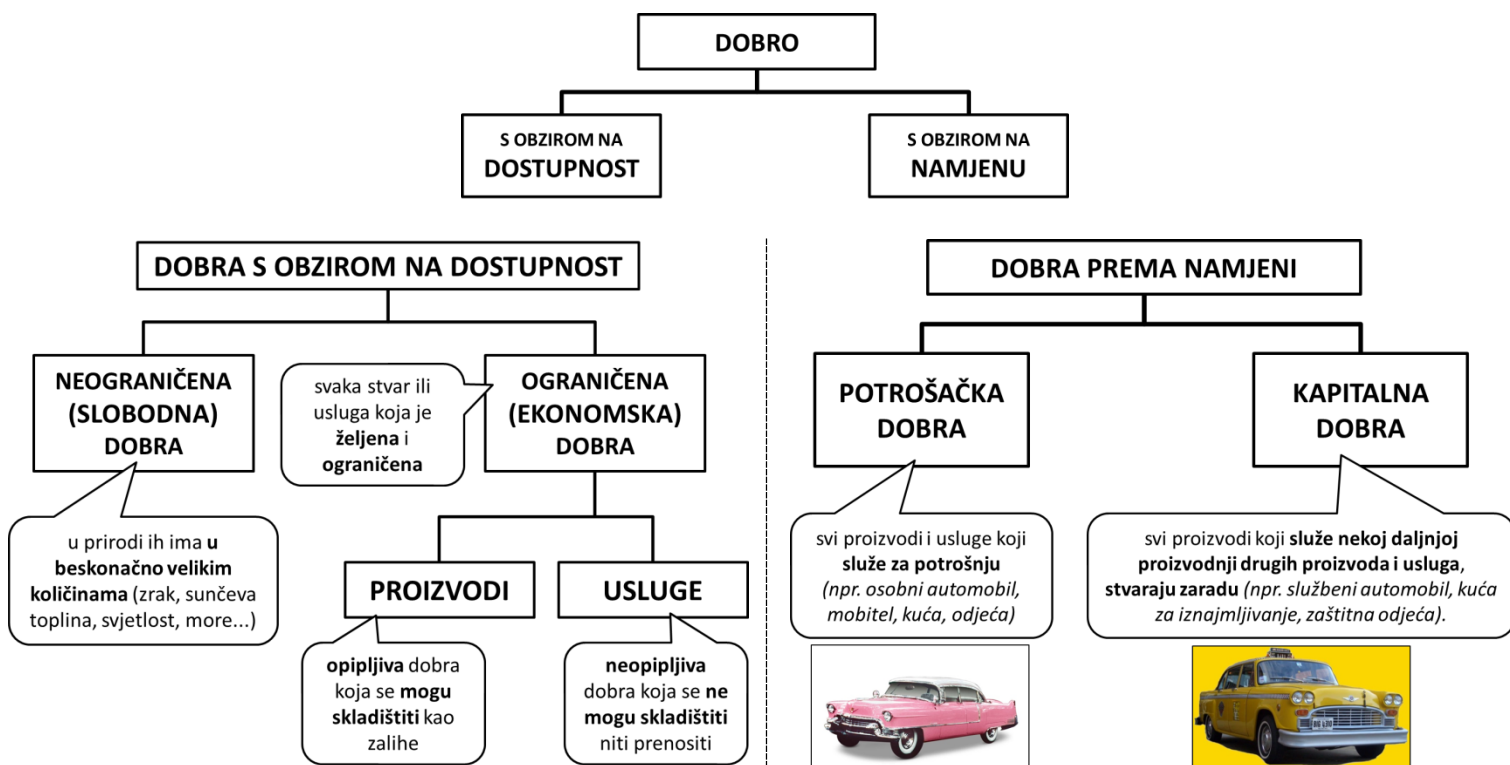 DOBRO
S OBZIROM NA
DOSTUPNOST
S OBZIROM NA
NAMJENU
DOBRA S OBZIROM NA DOSTUPNOST
NEOGRANIČENA
(SLOBODNA)
DOBRA
svaka stvar ili
usluga koja je
željena i
ograničena
OGRANIČENA
(EKONOMSKA)
DOBRA
u prirodi ih ima u
beskonačno velikim
količinama (zrak, sunčeva
toplina, svjetlost, more...)
PROIZVODI
USLUGE
opipljiva dobra
koja se mogu
skladištiti kao
zalihe
neopipljiva
dobra koja se ne
mogu skladištiti
niti prenositi
DOBRA PREMA NAMJENI
POTROŠAČKA
DOBRA
KAPITALNA
DOBRA
svi proizvodi i usluge koji
služe za potrošnju
(npr. osobni automobil,
mobitel, kuća, odjeća)
svi proizvodi koji služe nekoj daljnjoj
proizvodnji drugih proizvoda i usluga,
stvaraju zaradu (npr. službeni automobil, kuća
za iznajmljivanje, zaštitna odjeća).